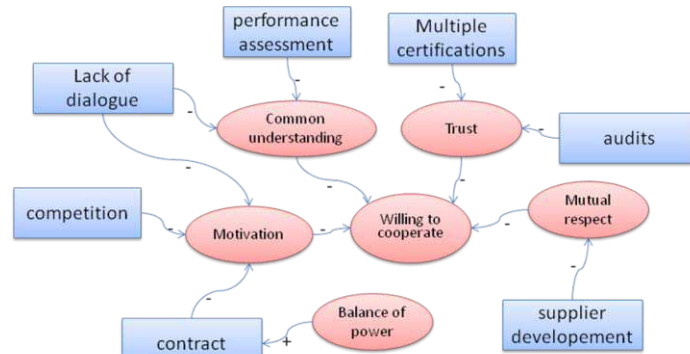 performance
assessment
Multiple
certifications
Lack of
dialogue
-
-
-
Common
understanding
Trust
-
audits
-
-
-
competition
-
Motivation
-
Willing to
cooperate
-
Mutual
respect
-
-
contract
+
Balance of
power
supplier
developement